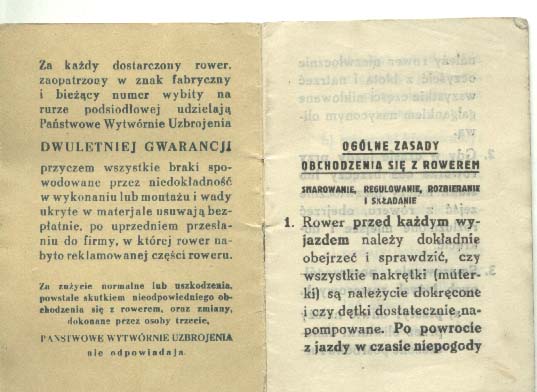 Za każdy dostarczony rower,
zaopatrzony w znak fabryczny
i bieżący numer wybity na
rurze podsiodłowej udzielają
Państwowe Wytwórnie Uzbrojenia
DWULETNIEJ GWARANCJI
przyczem wszystkie braki spo-
wodowane przez niedokładność
w wykonaniu lub montażu i wady
ukryte w materjale usuwają bez-
płatnie, po uprzedniem przesła-
niu do firmy, w której rower na-
byto reklamowanej części roweru.
Za zużycie normalne lub uszkodzenia,
powstałe skutkiem nieodpowiedniego ob-
chodzenia się z rowerem, oraz zmiany,
dokonane przez osoby trzecie,
PAŃSTWOWE WYTWÓRNIE UZBROJENIA
nie odpowiadają.
OGÓLNE ZASADY
OBCHODZENIA SIĘ Z ROWEREM
SMAROWANIE, REGULOWANIE, ROZBIERANIE
I SKŁADANIE
1. Rower przed każdym wy-
jazdem należy dokładnie
obejrzeć i sprawdzić, czy
wszystkie nakrętki (muter-
ki) są należycie dokręcone
i czy dętki dostatecznie na-
pompowane. Po powrocie
z jazdy w czasie niepogody